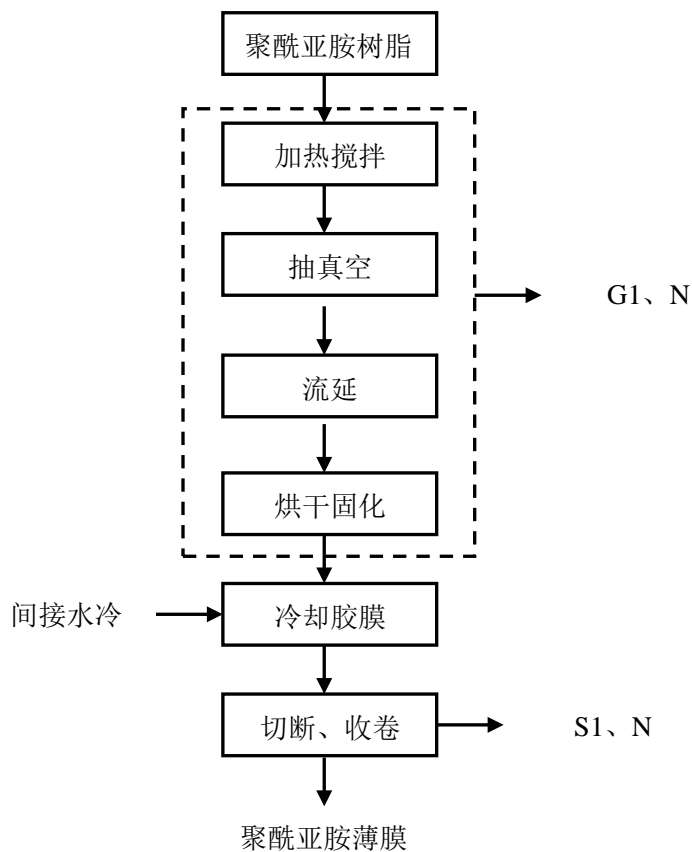 聚酰亚胺树脂
加热搅拌
抽真空
G1、N
流延
烘干固化
间接水冷
冷却胶膜
切断、收卷
S1、N
聚酰亚胺薄膜